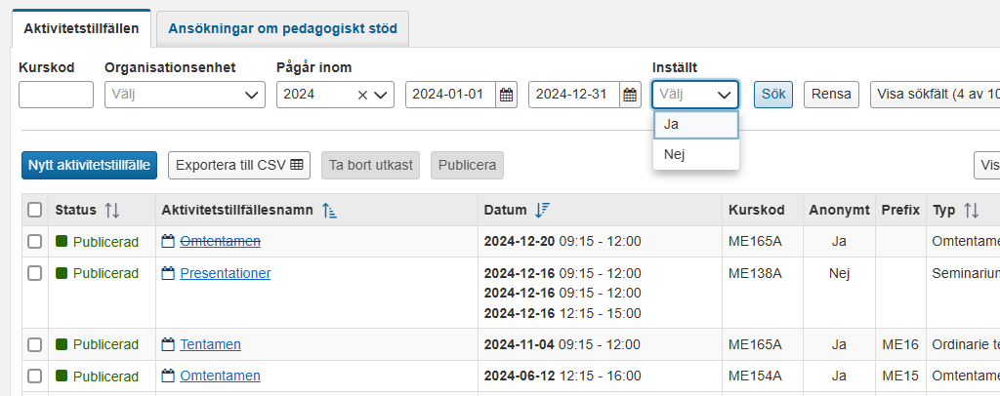 Aktivitetstillfällen Ansökningar om pedagogiskt stöd
Kurskod Organisationsenhet Pågår inom Inställt
Välj 2024 2024-01-01 2024-12-31 Välj Sök Rensa Visa sökfält (4 av 10
Ja
Nej
Nytt aktivitetstillfälle Exportera till CSV Ta bort utkast Publicera Vis
Status Aktivitetstillfällesnamn Datum Kurskod Anonymt Prefix Typ
Publicerad Omtentamen 2024-12-20 09:15 - 12:00 ME165A Ja Omtentame
Publicerad Presentationer 2024-12-16 09:15 - 12:00 ME138A Nej Seminarium
2024-12-16 09:15 - 12:00
2024-12-16 12:15 - 15:00
Publicerad Tentamen 2024-11-04 09:15 - 12:00 ME165A Ja ME16 Ordinarie te
Publicerad Omtentamen 2024-06-12 12:15 - 16:00 ME154A Ja ME15 Omtentame